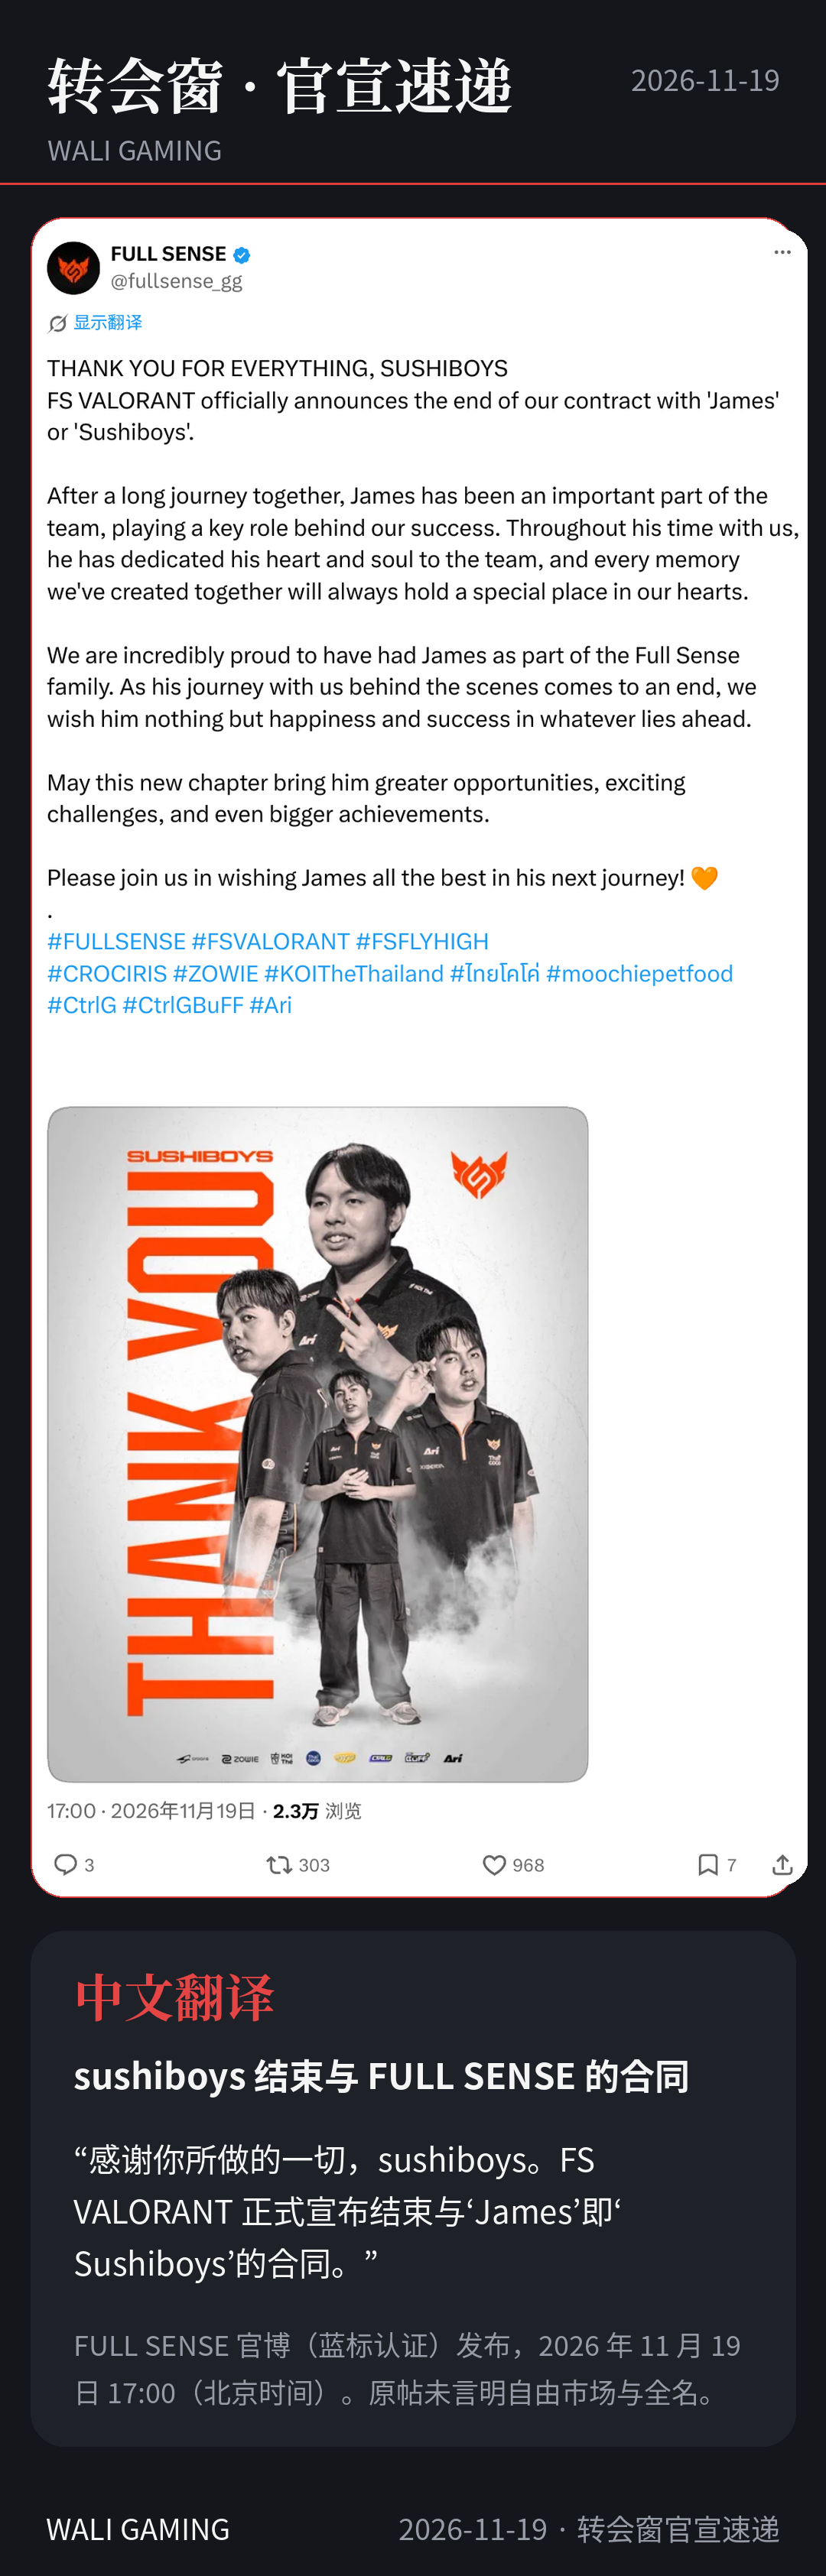 转会窗 · 官宣速递
2026-11-19
WALI GAMING
FULL SENSE
@fullsense_gg
显示翻译
THANK YOU FOR EVERYTHING, SUSHIBOYS
FS VALORANT officially announces the end of our contract with 'James'
or 'Sushiboys'.
After a long journey together, James has been an important part of the
team, playing a key role behind our success. Throughout his time with us,
he has dedicated his heart and soul to the team, and every memory
we've created together will always hold a special place in our hearts.
We are incredibly proud to have had James as part of the Full Sense
family. As his journey with us behind the scenes comes to an end, we
wish him nothing but happiness and success in whatever lies ahead.
May this new chapter bring him greater opportunities, exciting
challenges, and even bigger achievements.
Please join us in wishing James all the best in his next journey! 🧡
.
#FULLSENSE #FSVALORANT #FSFLYHIGH
#CROCIRIS #ZOWIE #KOITheThailand #ไทยโคโค่ #moochiepetfood
#CtrlG #CtrlGBuFF #Ari
SUSHIBOYS
THANK YOU
Ari
Ari
ZOWIE
KOI Thé
Ari
17:00 · 2026年11月19日 · 2.3万 浏览
3
303
968
7
中文翻译
sushiboys 结束与 FULL SENSE 的合同
“感谢你所做的一切，sushiboys。FS
VALORANT 正式宣布结束与‘James’即‘
Sushiboys’的合同。”
FULL SENSE 官博（蓝标认证）发布，2026 年 11 月 19
日 17:00（北京时间）。原帖未言明自由市场与全名。
WALI GAMING
2026-11-19 · 转会窗官宣速递